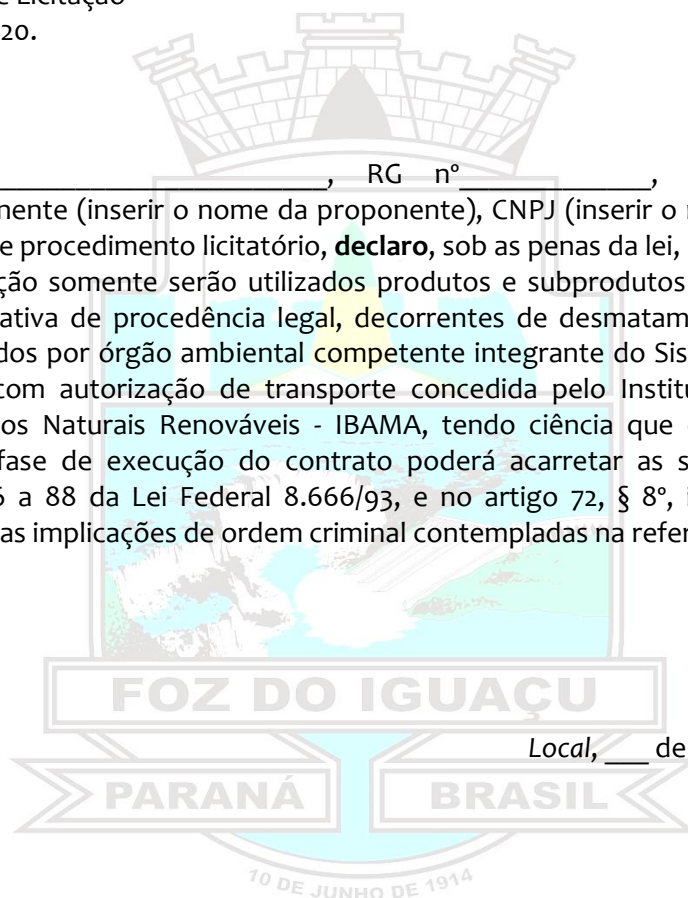 e Licitação
20.
___________________________, RG nº_____________,
nente (inserir o nome da proponente), CNPJ (inserir o
e procedimento licitatório, declaro, sob as penas da lei,
ção somente serão utilizados produtos e subprodutos
ativa de procedência legal, decorrentes de desmatam
dos por órgão ambiental competente integrante do Sis
com autorização de transporte concedida pelo Institu
os Naturais Renováveis - IBAMA, tendo ciência que
fase de execução do contrato poderá acarretar as s
6 a 88 da Lei Federal 8.666/93, e no artigo 72, § 8º, i
as implicações de ordem criminal contempladas na refer
FOZ DO IGUAÇU
Local, ___ de
PARANÁ BRASIL
10 DE JUNHO DE 1914